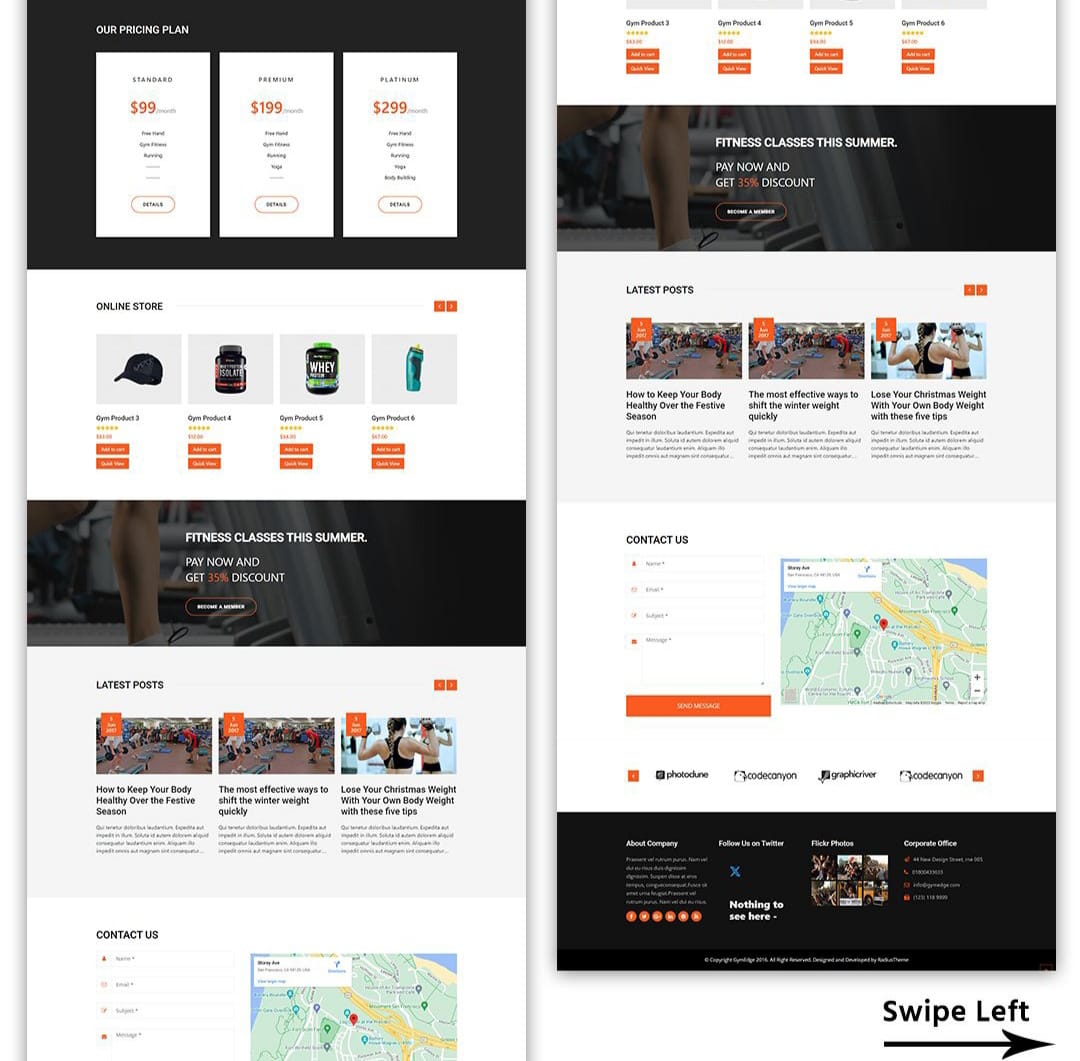 OUR PRICING PLAN
STANDARD
$99/month
Free Hand
Gym Fitness
Running
DETAILS
PREMIUM
$199/month
Free Hand
Gym Fitness
Running
Yoga
DETAILS
PLATINUM
$299/month
Free Hand
Gym Fitness
Running
Yoga
Body Building
DETAILS
ONLINE STORE
WHEY PROTEIN
ISOLATE
WHEY
PROTEIN
Gym Product 3
$83.00
Add to cart
Quick View
Gym Product 4
$12.00
Add to cart
Quick View
Gym Product 5
Add to cart
Quick View
Gym Product 6
$67.00
Add to cart
Quick View
FITNESS CLASSES THIS SUMMER.
PAY NOW AND
GET 35% DISCOUNT
BECOME A MEMBER
LATEST POSTS
5
Jun
2017
How to Keep Your Body
Healthy Over the Festive
Season
Qui tenetur doloribus laudantium. Expedita aut
impedit in illum. Soluta id autem dolorem aliquid
consequatur enim. Aliquam illo
impedit omnis aut magnam sint consequatur...
5
Jun
2017
The most effective ways to
shift the winter weight
quickly
Qui tenetur doloribus laudantium. Expedita aut
impedit in illum. Soluta id autem dolorem aliquid
consequatur enim. Aliquam illo
impedit omnis aut magnam sint consequatur...
5
Jun
2017
Lose Your Christmas Weight
With Your Own Body Weight
with these five tips
Qui tenetur doloribus laudantium. Expedita aut
impedit in illum. Soluta id autem dolorem aliquid
consequatur enim. Aliquam illo
impedit omnis aut magnam sint consequatur...
CONTACT US
Name *
Email *
Subject *
Message *
Storey Ave
San Francisco, CA 94129, USA
Directions
View larger map
Gym Product 3
$83.00
Add to cart
Quick View
Gym Product 4
$12.00
Add to cart
Quick View
Gym Product 5
Add to cart
Quick View
Gym Product 6
$67.00
Add to cart
Quick View
FITNESS CLASSES THIS SUMMER.
PAY NOW AND
GET 35% DISCOUNT
BECOME A MEMBER
LATEST POSTS
5
Jun
2017
How to Keep Your Body
Healthy Over the Festive
Season
Qui tenetur doloribus laudantium. Expedita aut
impedit in illum. Soluta id autem dolorem aliquid
consequatur enim. Aliquam illo
impedit omnis aut magnam sint consequatur...
5
Jun
2017
The most effective ways to
shift the winter weight
quickly
Qui tenetur doloribus laudantium. Expedita aut
impedit in illum. Soluta id autem dolorem aliquid
consequatur enim. Aliquam illo
impedit omnis aut magnam sint consequatur...
5
Jun
2017
Lose Your Christmas Weight
With Your Own Body Weight
with these five tips
Qui tenetur doloribus laudantium. Expedita aut
impedit in illum. Soluta id autem dolorem aliquid
consequatur enim. Aliquam illo
impedit omnis aut magnam sint consequatur...
CONTACT US
Name *
Email *
Subject *
Message *
SEND MESSAGE
Storey Ave
San Francisco, CA 94129, USA
Directions
View larger map
photodune
codecanyon
graphicriver
codecanyon
About Company
Praesent vel rutrum purus. Nam vel
dui eu risus duis dignissim
dignissim. Suspen disse at eros
tempus, congueconsequat.Fusce sit
amet urna feugiat.Praesent vel
rutrum purus. Nam vel dui eu risus.
Follow Us on Twitter
Nothing to
see here -
Flickr Photos
Corporate Office
44 New Design Street, rne 005
01800433633
info@gymedge.com
(123) 118 9999
© Copyright GymEdge 2016. All Right Reserved. Designed and Developed by RadiusTheme
Swipe Left